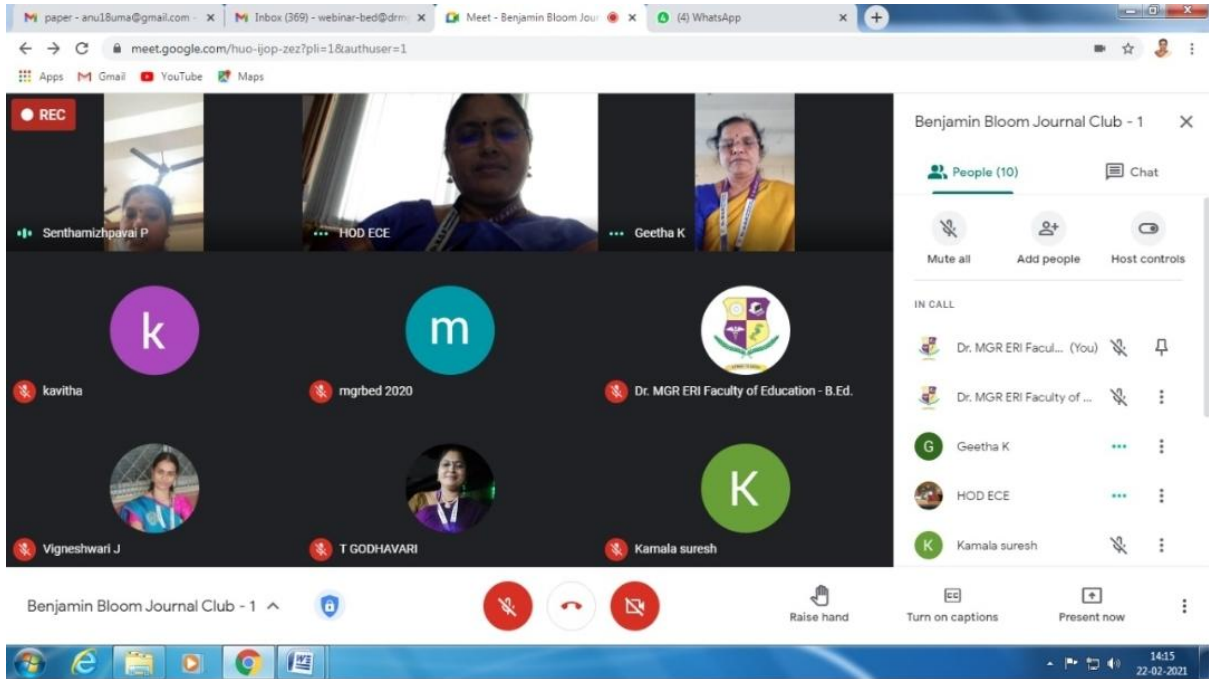 paper - anu18uma@gmail.com -
Inbox (369) - webinar-bed@drmg
Meet - Benjamin Bloom Jour
(4) WhatsApp
meet.google.com/huo-ijop-zez?pli=1&authuser=1
Apps Gmail YouTube Maps
REC
Senthamizhpavai P
HOD ECE
Geetha K
k
m
kavitha
mgrbed 2020
Dr. MGR ERI Faculty of Education - B.Ed.
K
Vigneshwari J
T GODHAVARI
Kamala suresh
Benjamin Bloom Journal Club - 1
People (10)
Chat
Mute all
Add people
Host controls
IN CALL
Dr. MGR ERI Facul... (You)
Dr. MGR ERI Faculty of ...
G Geetha K
HOD ECE
K Kamala suresh
Benjamin Bloom Journal Club - 1
Raise hand
CC
Turn on captions
Present now
14:15
22-02-2021